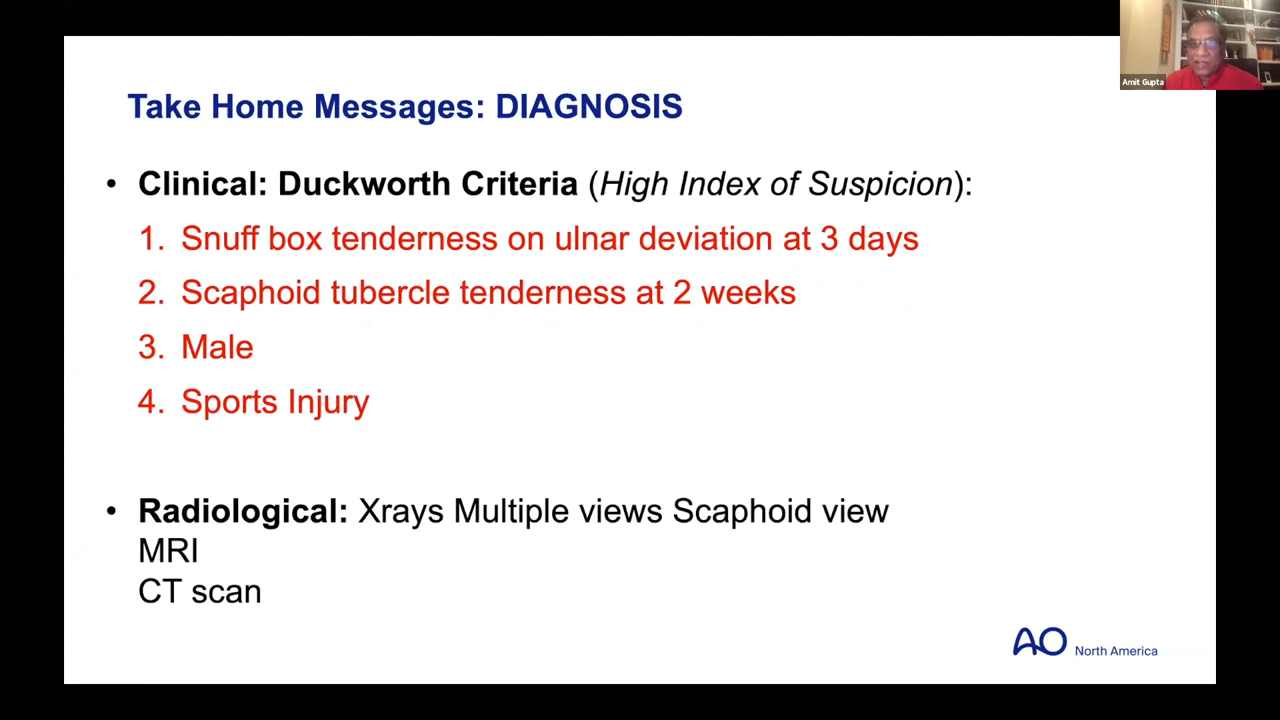 Amit Gupta
Take Home Messages: DIAGNOSIS
• Clinical: Duckworth Criteria (High Index of Suspicion):
1. Snuff box tenderness on ulnar deviation at 3 days
2. Scaphoid tubercle tenderness at 2 weeks
3. Male
4. Sports Injury
• Radiological: Xrays Multiple views Scaphoid view
MRI
CT scan
AO North America